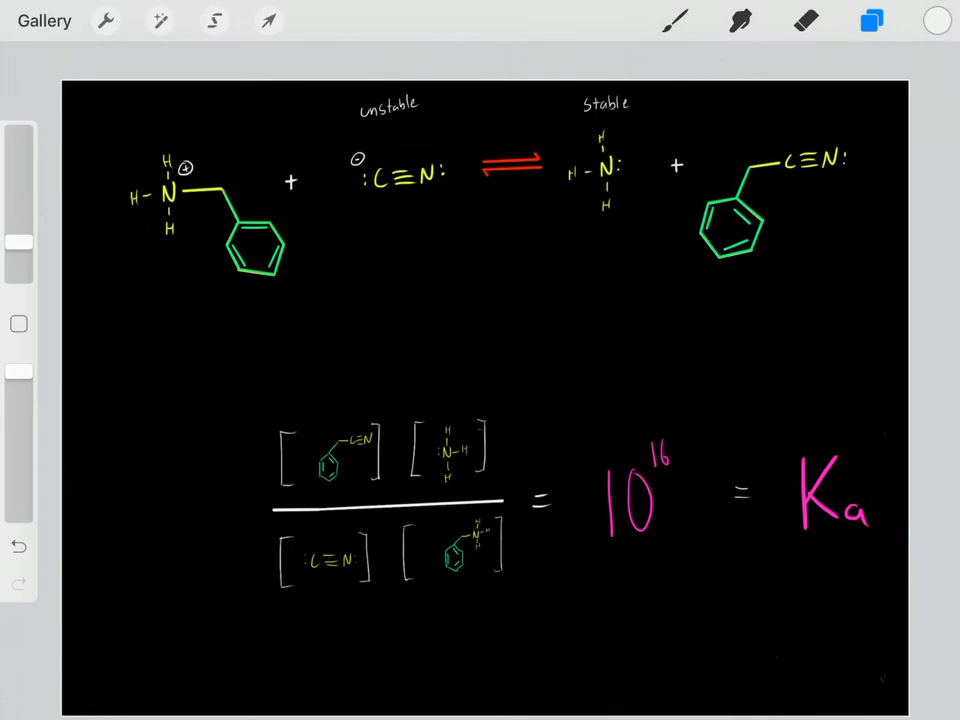 Gallery
unstable stable
H ⊕ H-N H + ⊖ :C≡N: ⇌ H H-N: H + C≡N:
[ C≡N ] [ H :N-H H ]
= 10^16 = Ka
[ :C≡N: ] [ H N-H H ]